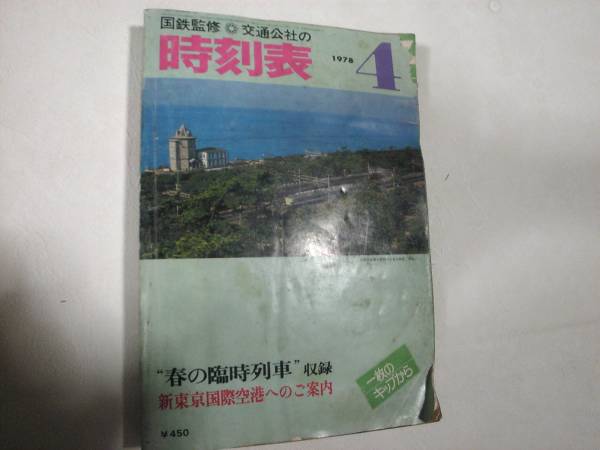 国鉄監修 交通公社の
時刻表
1978 4
"春の臨時列車"収録
新東京国際空港へのご案内
一枚の
キップから
¥450